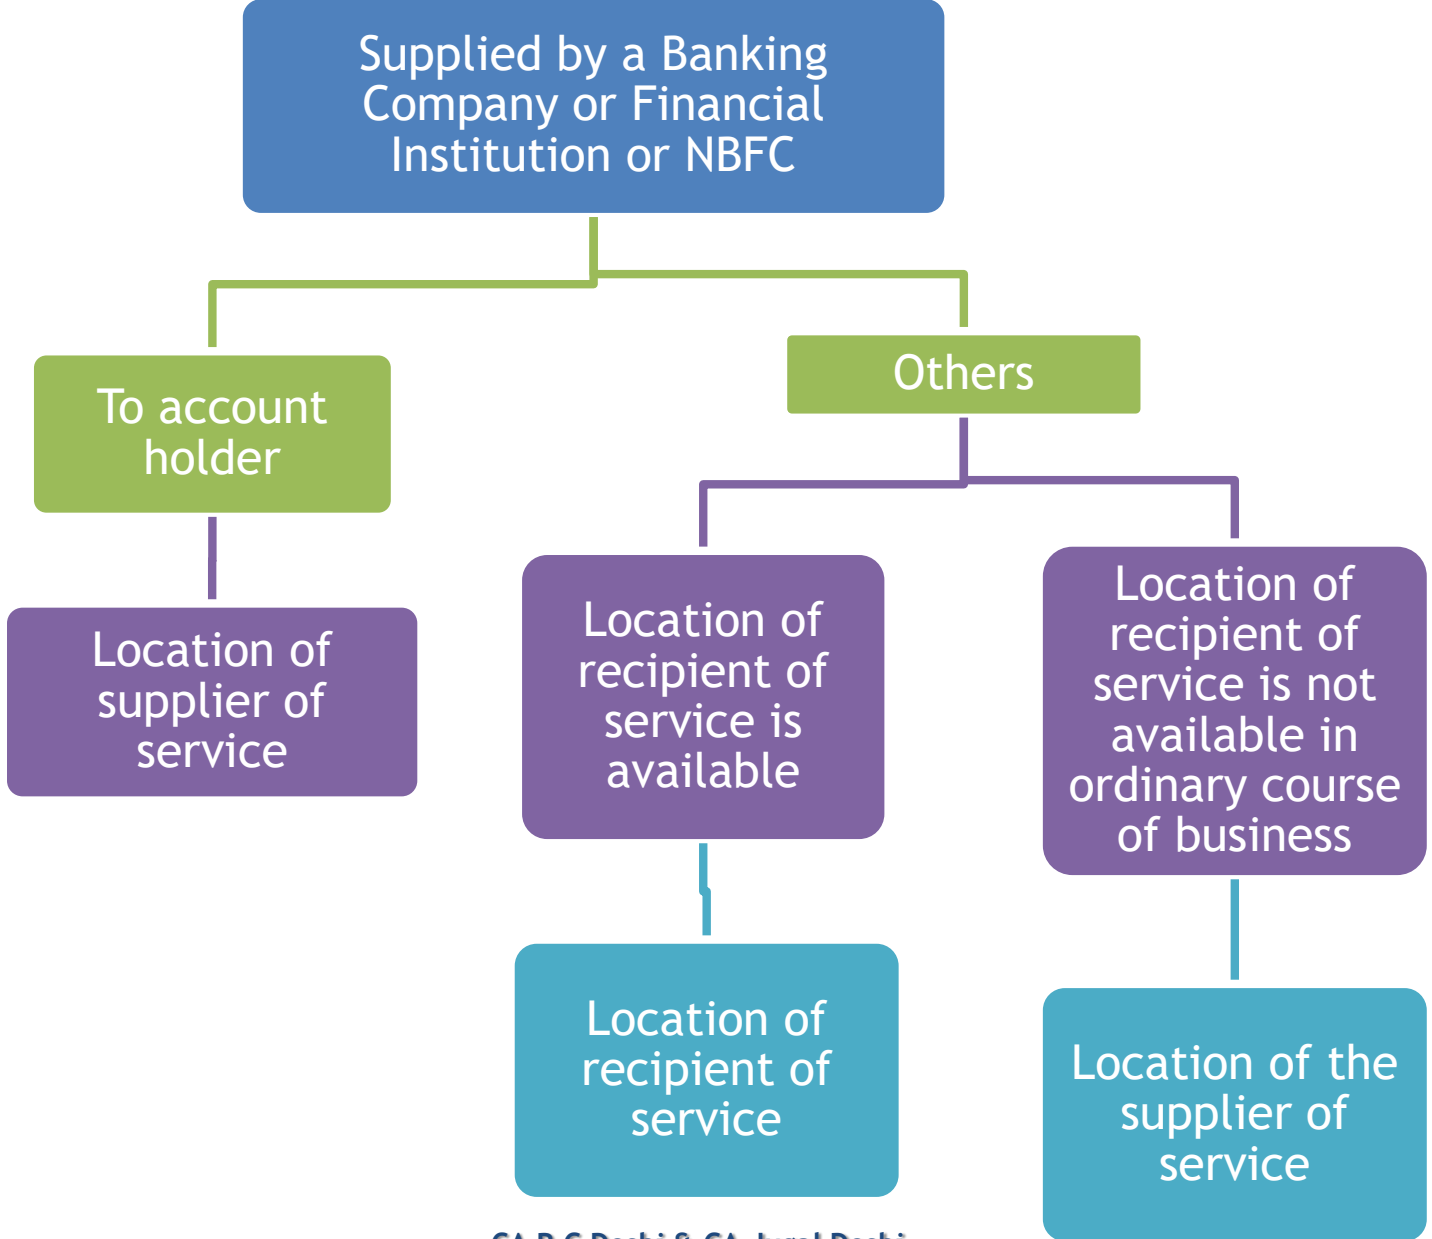 Supplied by a Banking
Company or Financial
Institution or NBFC
To account
holder
Others
Location of
supplier of
service
Location of
recipient of
service is
available
Location of
recipient of
service is not
available in
ordinary course
of business
Location of
recipient of
service
Location of the
supplier of
service